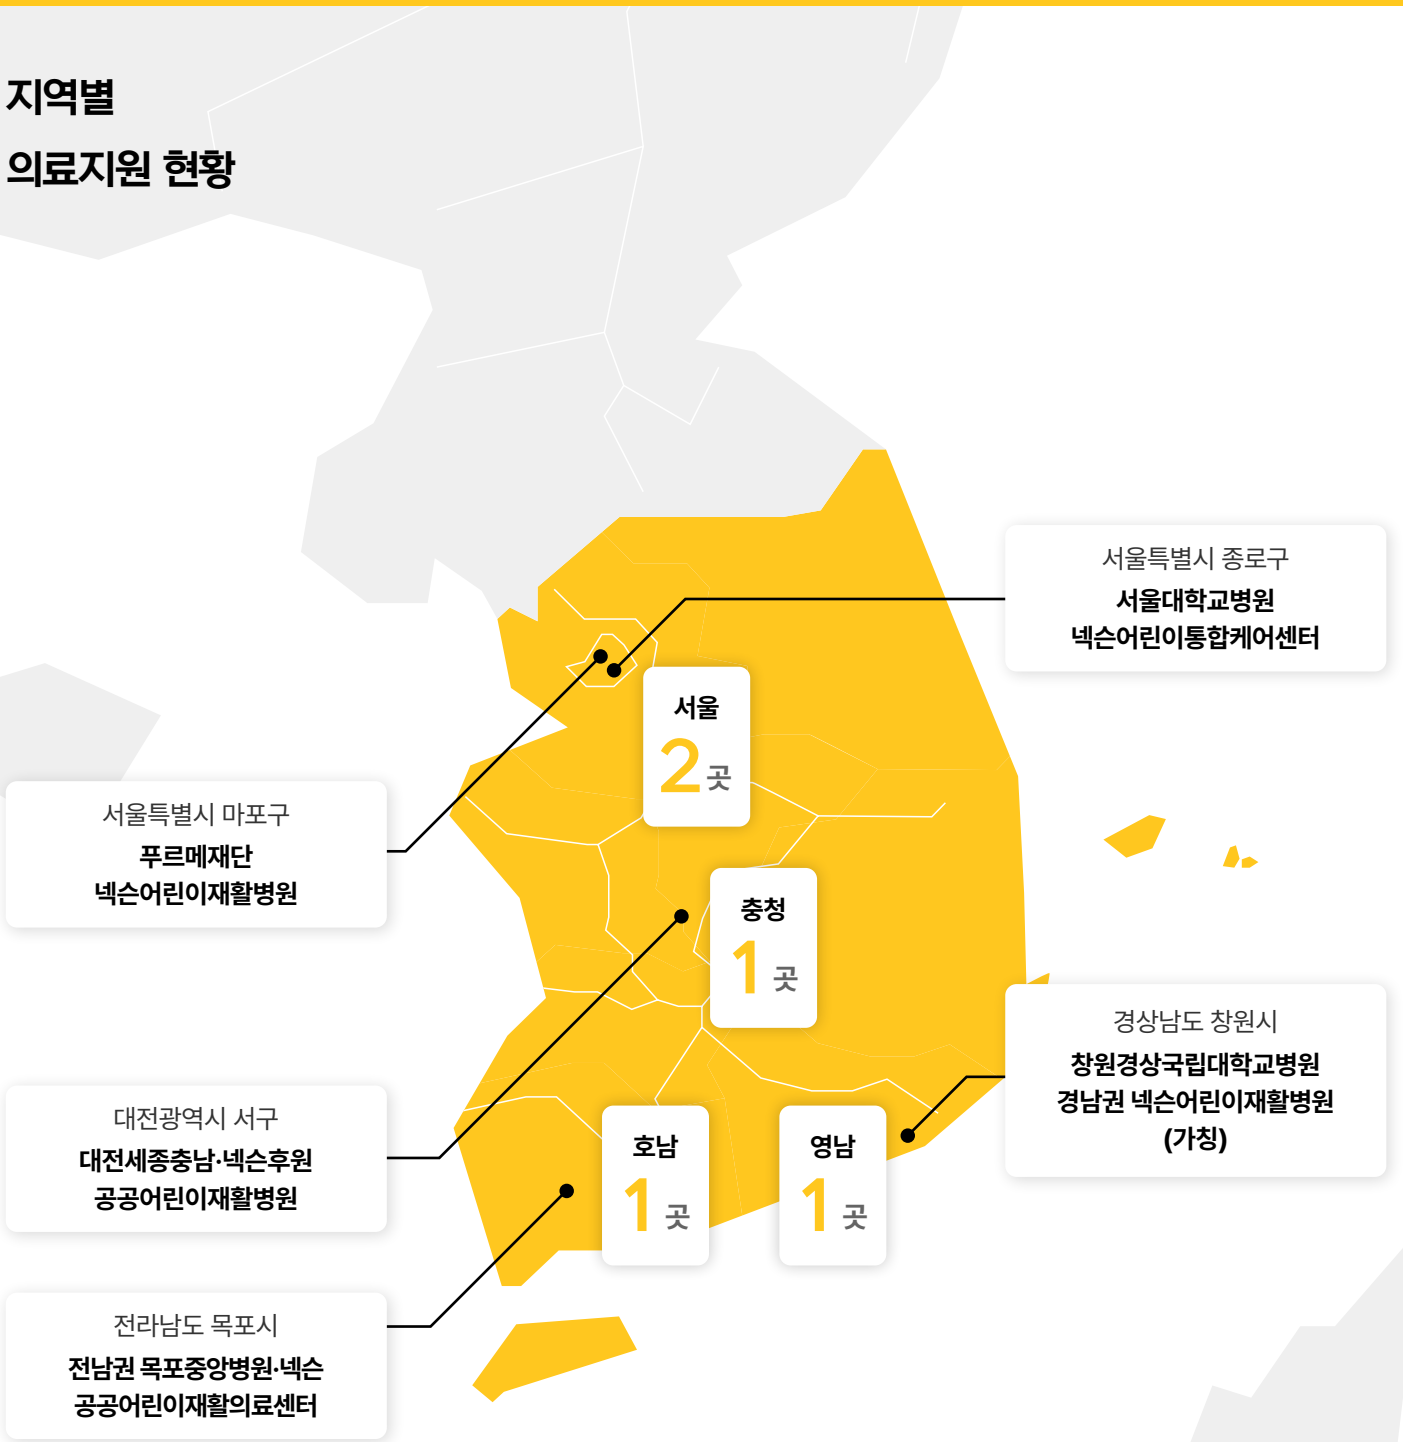 지역별
의료지원 현황
서울특별시 종로구
서울대학교병원
넥슨어린이통합케어센터
서울
2곳
서울특별시 마포구
푸르메재단
넥슨어린이재활병원
충청
1곳
경상남도 창원시
창원경상국립대학교병원
경남권 넥슨어린이재활병원
(가칭)
대전광역시 서구
대전세종충남·넥슨후원
공공어린이재활병원
호남
1곳
영남
1곳
전라남도 목포시
전남권 목포중앙병원·넥슨
공공어린이재활의료센터